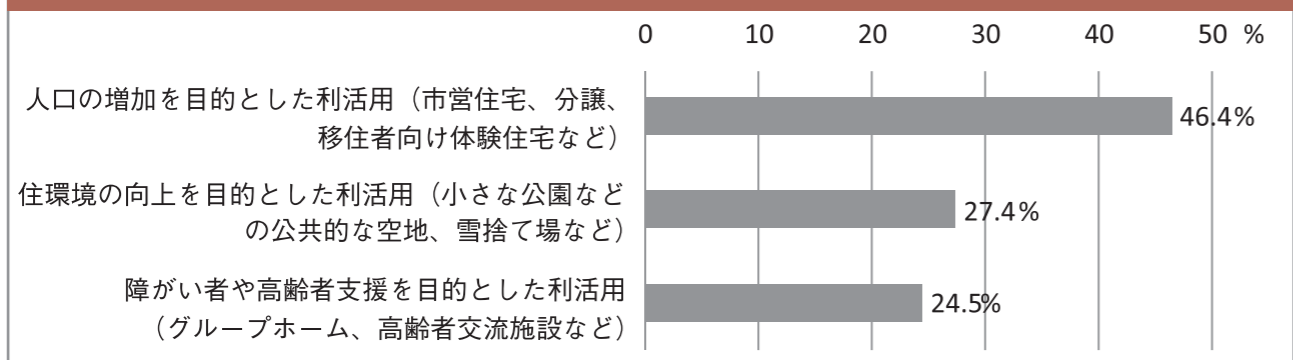 0 10 20 30 40 50 %
人口の増加を目的とした利活用（市営住宅、分譲、
移住者向け体験住宅など）
46.4%
住環境の向上を目的とした利活用（小さな公園など
の公共的な空地、雪捨て場など）
27.4%
障がい者や高齢者支援を目的とした利活用
（グループホーム、高齢者交流施設など）
24.5%